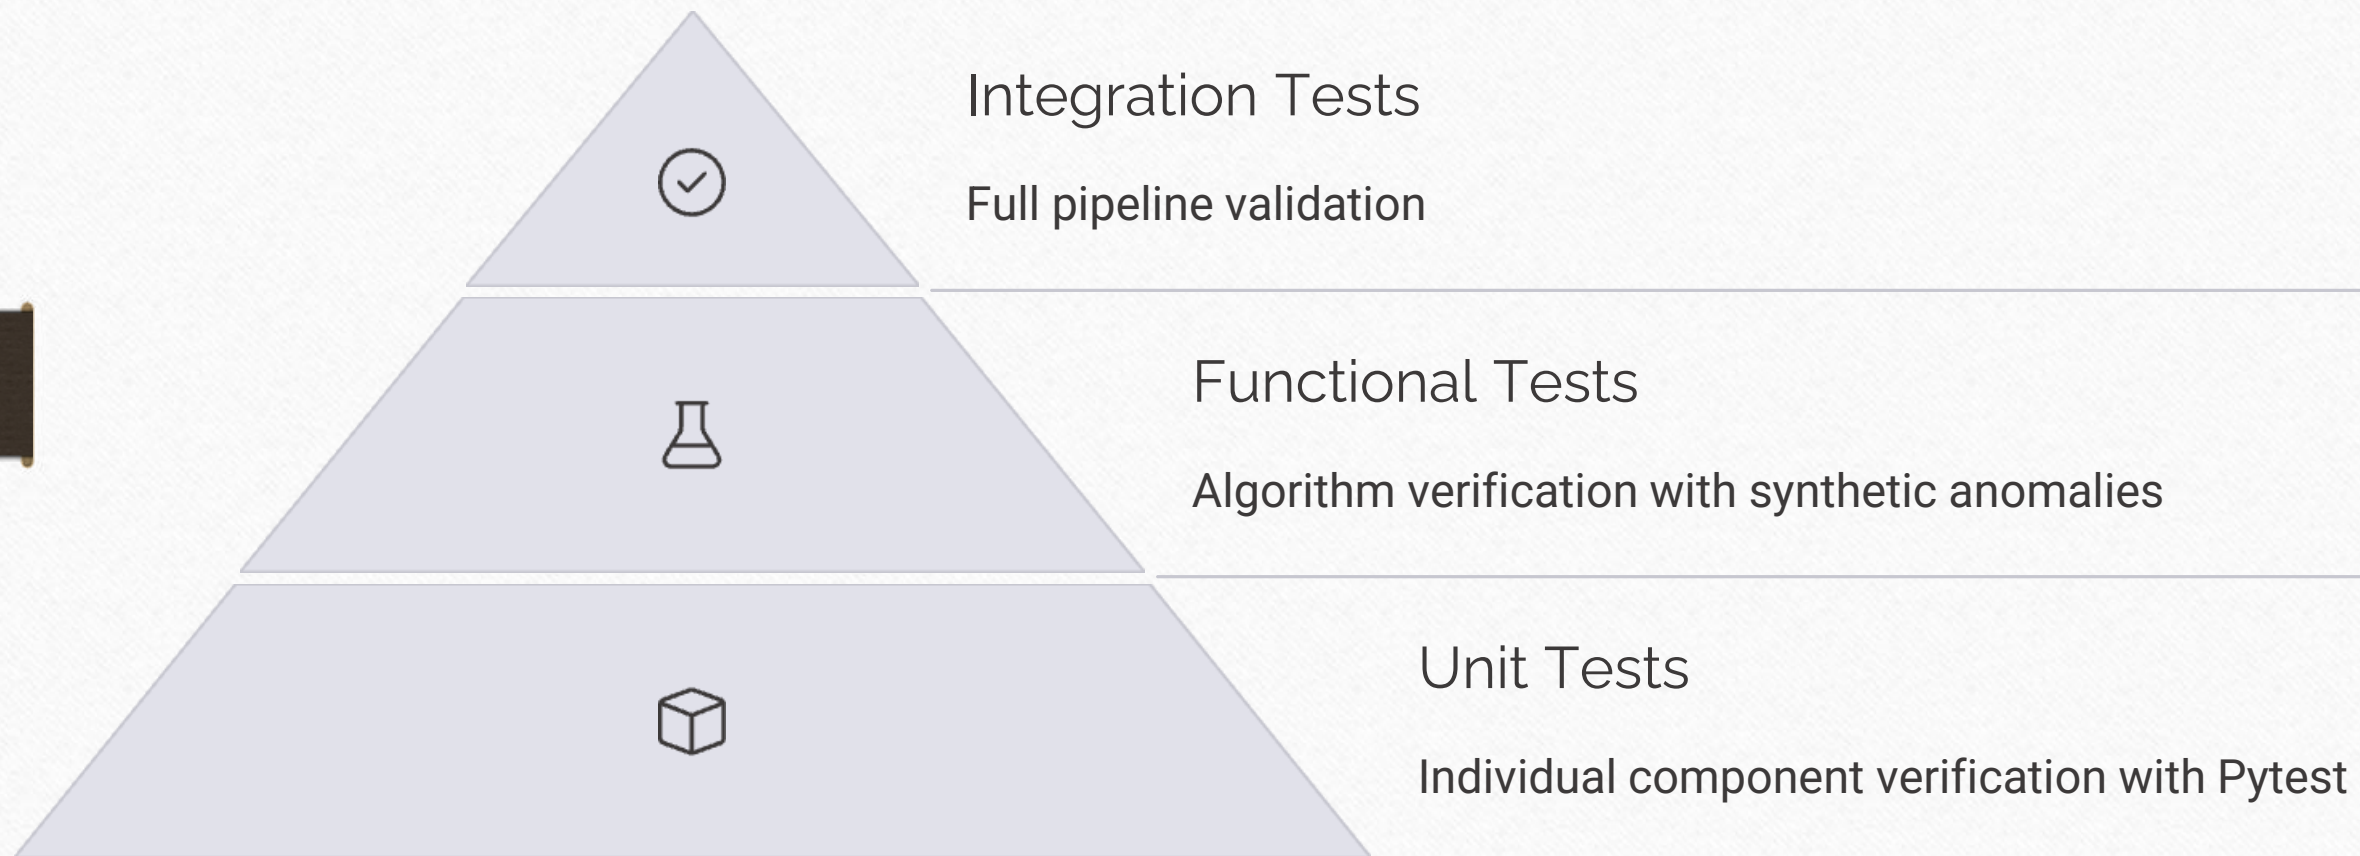 Integration Tests
Full pipeline validation
Functional Tests
Algorithm verification with synthetic anomalies
Unit Tests
Individual component verification with Pytest